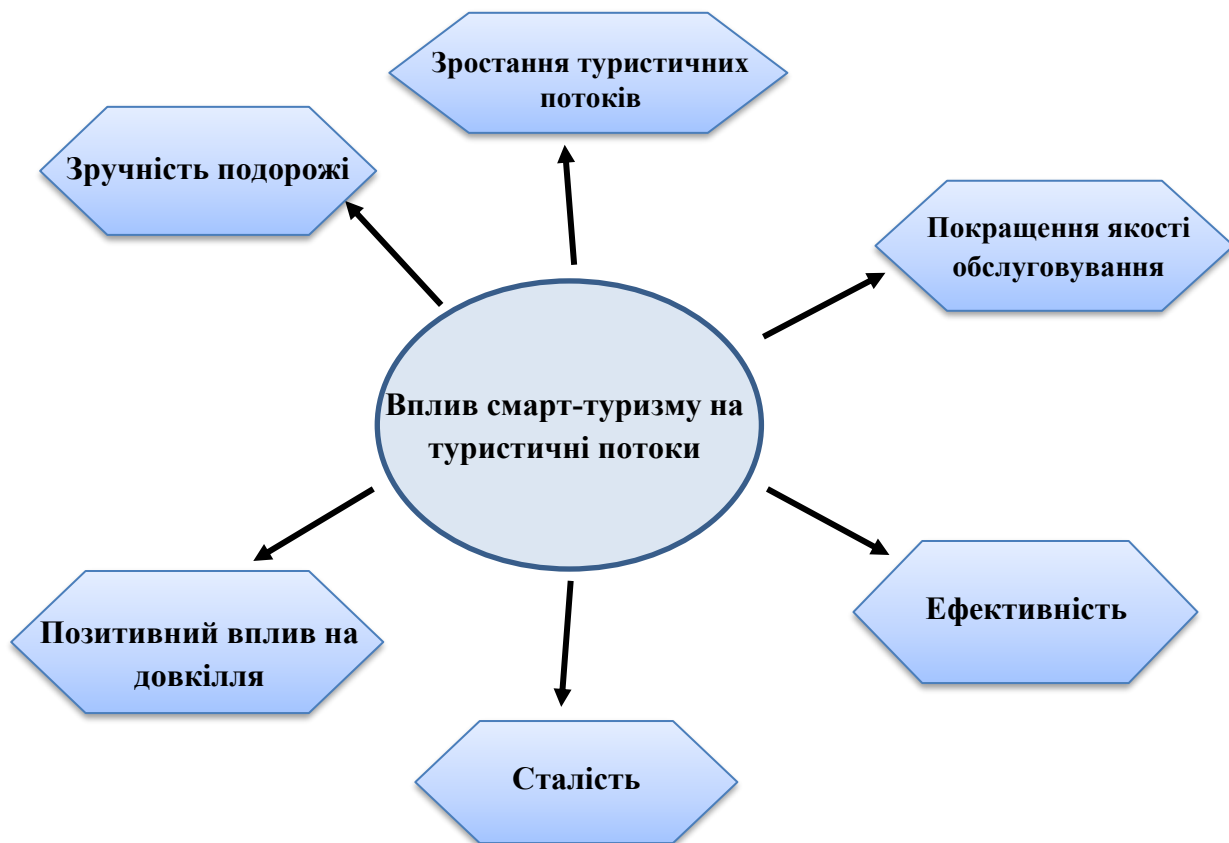 Зростання туристичних
потоків
Зручність подорожі
Покращення якості
обслуговування
Вплив смарт-туризму на
туристичні потоки
Ефективність
Позитивний вплив на
довкілля
Сталість